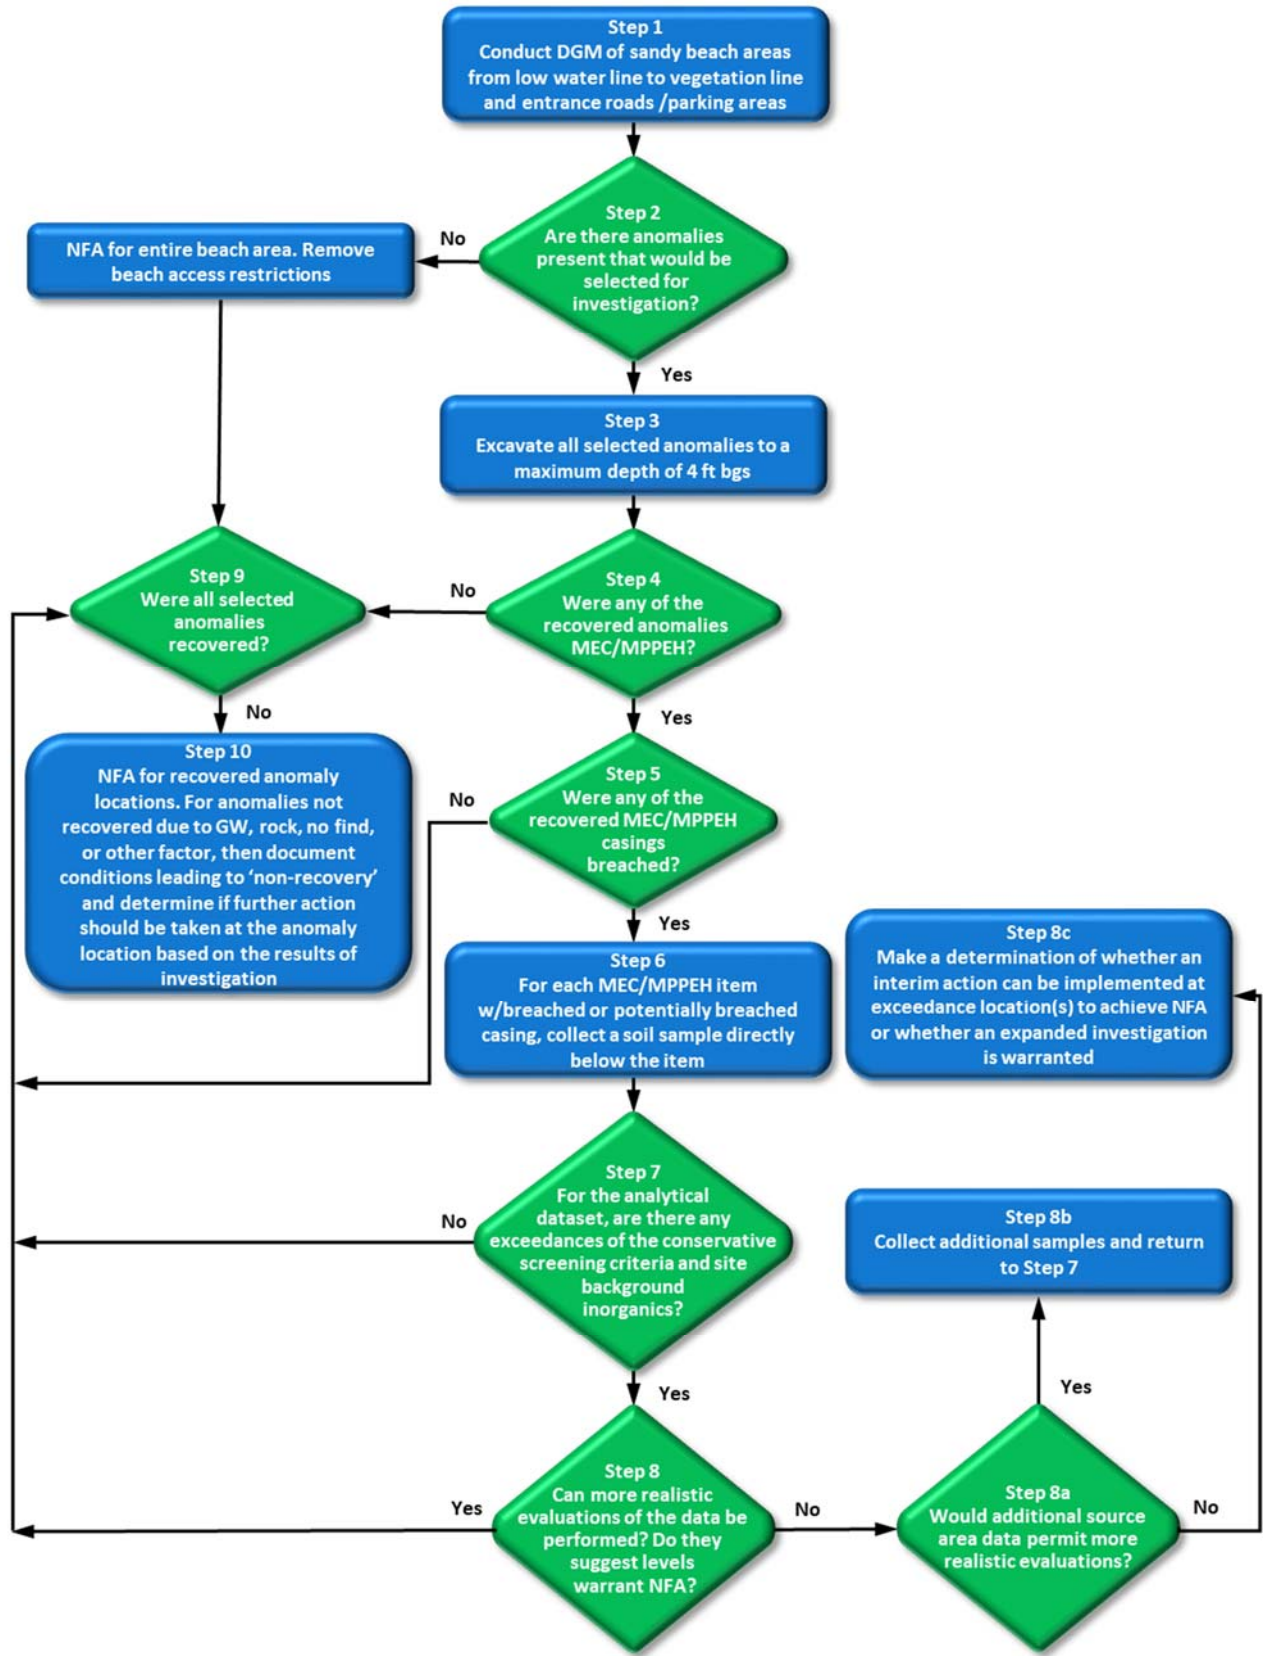 Step 1
Conduct DGM of sandy beach areas
from low water line to vegetation line
and entrance roads /parking areas
Step 2
Are there anomalies
present that would be
selected for
investigation?
No
NFA for entire beach area. Remove
beach access restrictions
Yes
Step 3
Excavate all selected anomalies to a
maximum depth of 4 ft bgs
Step 4
Were any of the
recovered anomalies
MEC/MPPEH?
No
Step 9
Were all selected
anomalies
recovered?
No
Step 10
NFA for recovered anomaly
locations. For anomalies not
recovered due to GW, rock, no find,
or other factor, then document
conditions leading to ‘non-recovery’
and determine if further action
should be taken at the anomaly
location based on the results of
investigation
Yes
Step 5
Were any of the
recovered MEC/MPPEH
casings
breached?
No
Yes
Step 6
For each MEC/MPPEH item
w/breached or potentially breached
casing, collect a soil sample directly
below the item
Step 7
For the analytical
dataset, are there any
exceedances of the conservative
screening criteria and site
background
inorganics?
No
Yes
Step 8
Can more realistic
evaluations of the data be
performed? Do they
suggest levels
warrant NFA?
Yes
No
Step 8a
Would additional source
area data permit more
realistic evaluations?
Yes
No
Step 8b
Collect additional samples and return
to Step 7
Step 8c
Make a determination of whether an
interim action can be implemented at
exceedance location(s) to achieve NFA
or whether an expanded investigation
is warranted